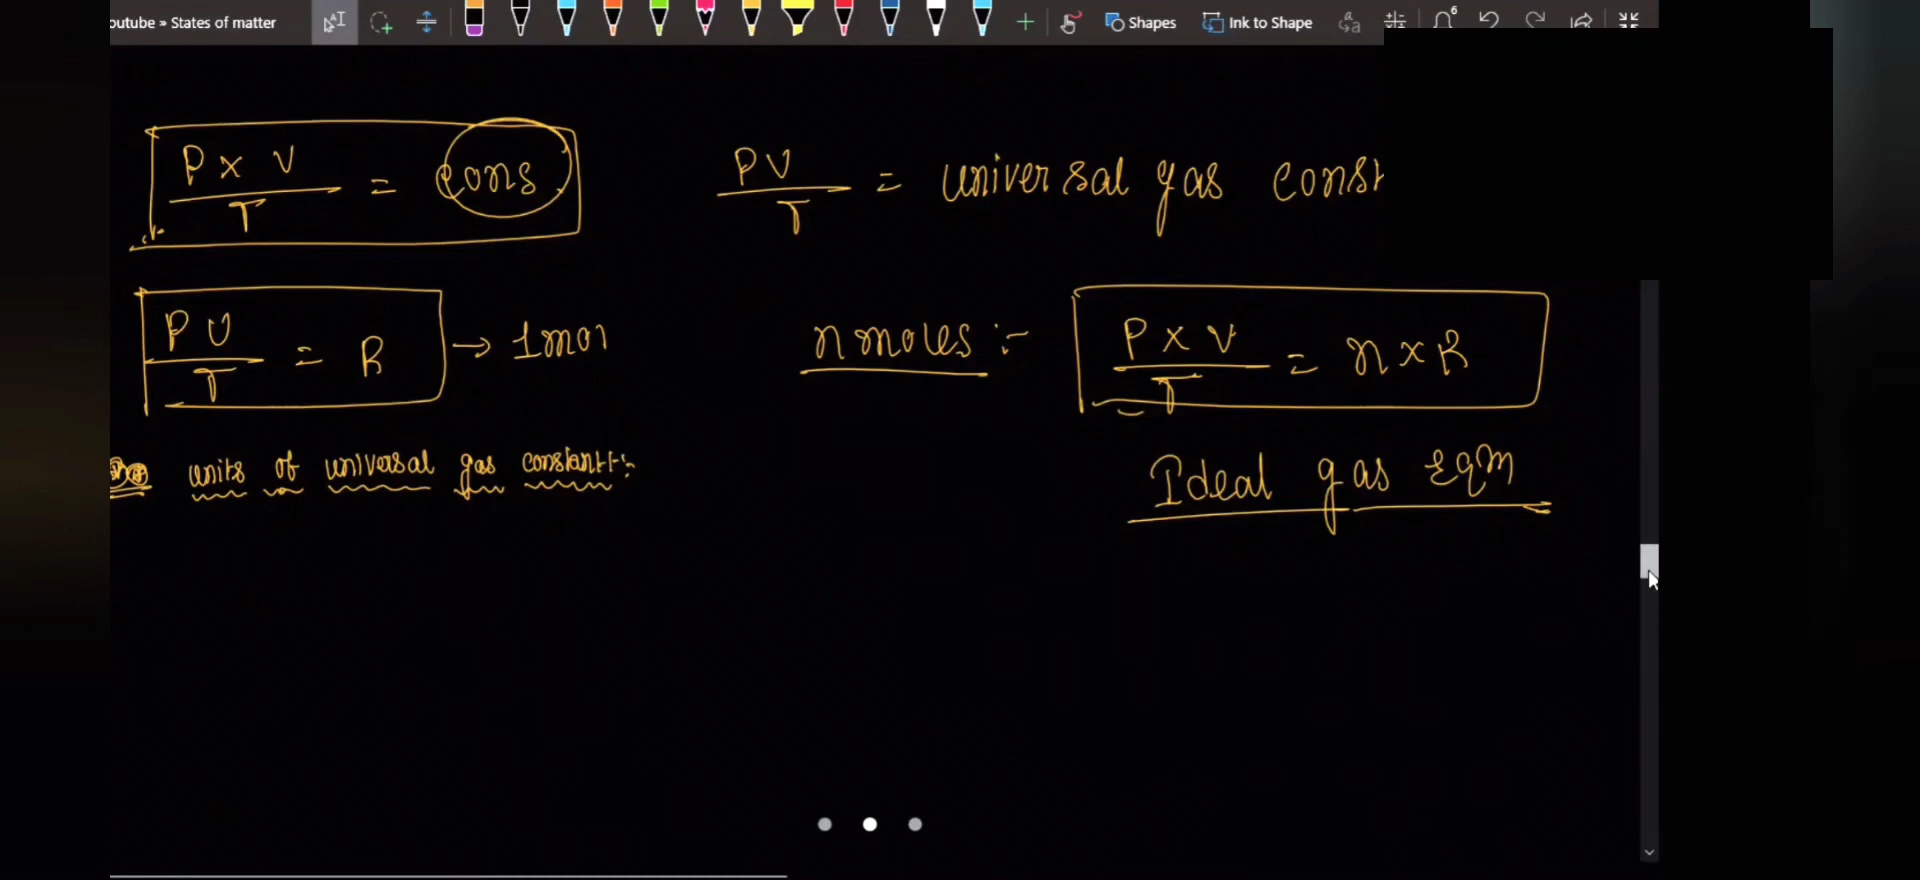 outube » States of matter
Shapes
Ink to Shape
6
P x V / T = cons
PV / T = universal gas const
PV / T = R → 1mol
n moles :-
P x V / T = n x R
units of universal gas constant :-
Ideal gas Eqn